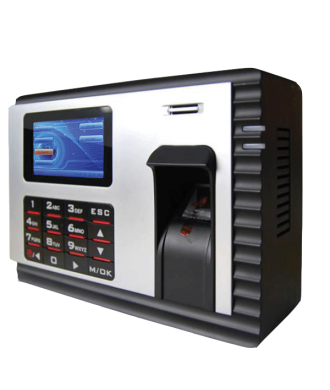 1 2ABC 3DEF ESC
4GHI 5JKL 6MNO ▲
7PQRS 8TUV 9WXYZ ▼
/◀ 0 ▶ M/OK